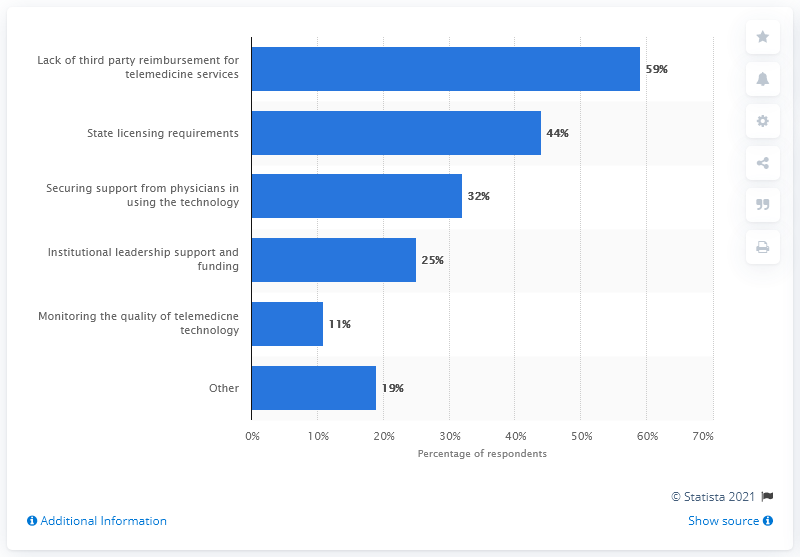 Lack of third party reimbursement for
telemedicine services
59%
State licensing requirements
44%
Securing support from physicians in
using the technology
32%
Institutional leadership support and
funding
25%
Monitoring the quality of telemedicne
technology
11%
Other
19%
0% 10% 20% 30% 40% 50% 60% 70%
Percentage of respondents
© Statista 2021
Additional Information
Show source